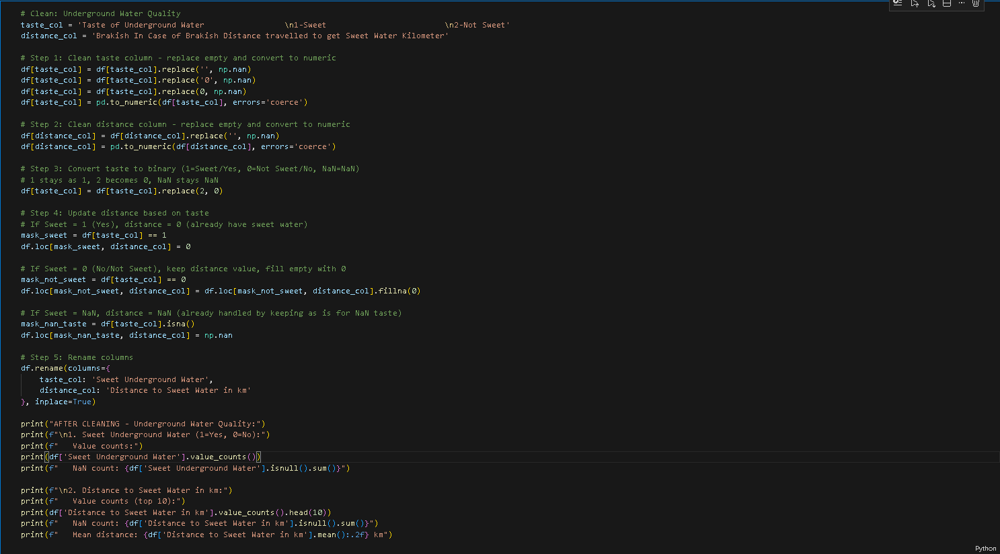 # Clean: Underground Water Quality
taste_col = 'Taste of Underground Water                 \n1-Sweet                         \n2-Not Sweet'
distance_col = 'Brakish In Case of Brakish Distance travelled to get Sweet Water Kilometer'

# Step 1: Clean taste column - replace empty and convert to numeric
df[taste_col] = df[taste_col].replace('', np.nan)
df[taste_col] = df[taste_col].replace('0', np.nan)
df[taste_col] = df[taste_col].replace(0, np.nan)
df[taste_col] = pd.to_numeric(df[taste_col], errors='coerce')

# Step 2: Clean distance column - replace empty and convert to numeric
df[distance_col] = df[distance_col].replace('', np.nan)
df[distance_col] = pd.to_numeric(df[distance_col], errors='coerce')

# Step 3: Convert taste to binary (1=Sweet/Yes, 0=Not Sweet/No, NaN=NaN)
# 1 stays as 1, 2 becomes 0, NaN stays NaN
df[taste_col] = df[taste_col].replace(2, 0)

# Step 4: Update distance based on taste
# If Sweet = 1 (Yes), distance = 0 (already have sweet water)
mask_sweet = df[taste_col] == 1
df.loc[mask_sweet, distance_col] = 0

# If Sweet = 0 (No/Not Sweet), keep distance value, fill empty with 0
mask_not_sweet = df[taste_col] == 0
df.loc[mask_not_sweet, distance_col] = df.loc[mask_not_sweet, distance_col].fillna(0)

# If Sweet = NaN, distance = NaN (already handled by keeping as is for NaN taste)
mask_nan_taste = df[taste_col].isna()
df.loc[mask_nan_taste, distance_col] = np.nan

# Step 5: Rename columns
df.rename(columns={
    taste_col: 'Sweet Underground Water',
    distance_col: 'Distance to Sweet Water in km'
}, inplace=True)

print("AFTER CLEANING - Underground Water Quality:")
print(f"\n1. Sweet Underground Water (1=Yes, 0=No):")
print(f"   Value counts:")
print(df['Sweet Underground Water'].value_counts())
print(f"   NaN count: {df['Sweet Underground Water'].isnull().sum()}")

print(f"\n2. Distance to Sweet Water in km:")
print(f"   Value counts (top 10):")
print(df['Distance to Sweet Water in km'].value_counts().head(10))
print(f"   NaN count: {df['Distance to Sweet Water in km'].isnull().sum()}")
print(f"   Mean distance: {df['Distance to Sweet Water in km'].mean():.2f} km")
Python